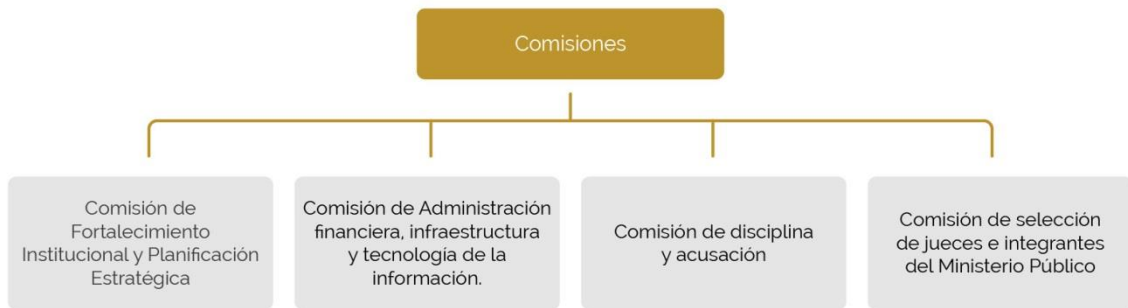 Comisiones
Comisión de
Fortalecimiento
Institucional y Planificación
Estratégica
Comisión de Administración
financiera, infraestructura
y tecnología de la
información.
Comisión de disciplina
y acusación
Comisión de selección
de jueces e integrantes
del Ministerio Público